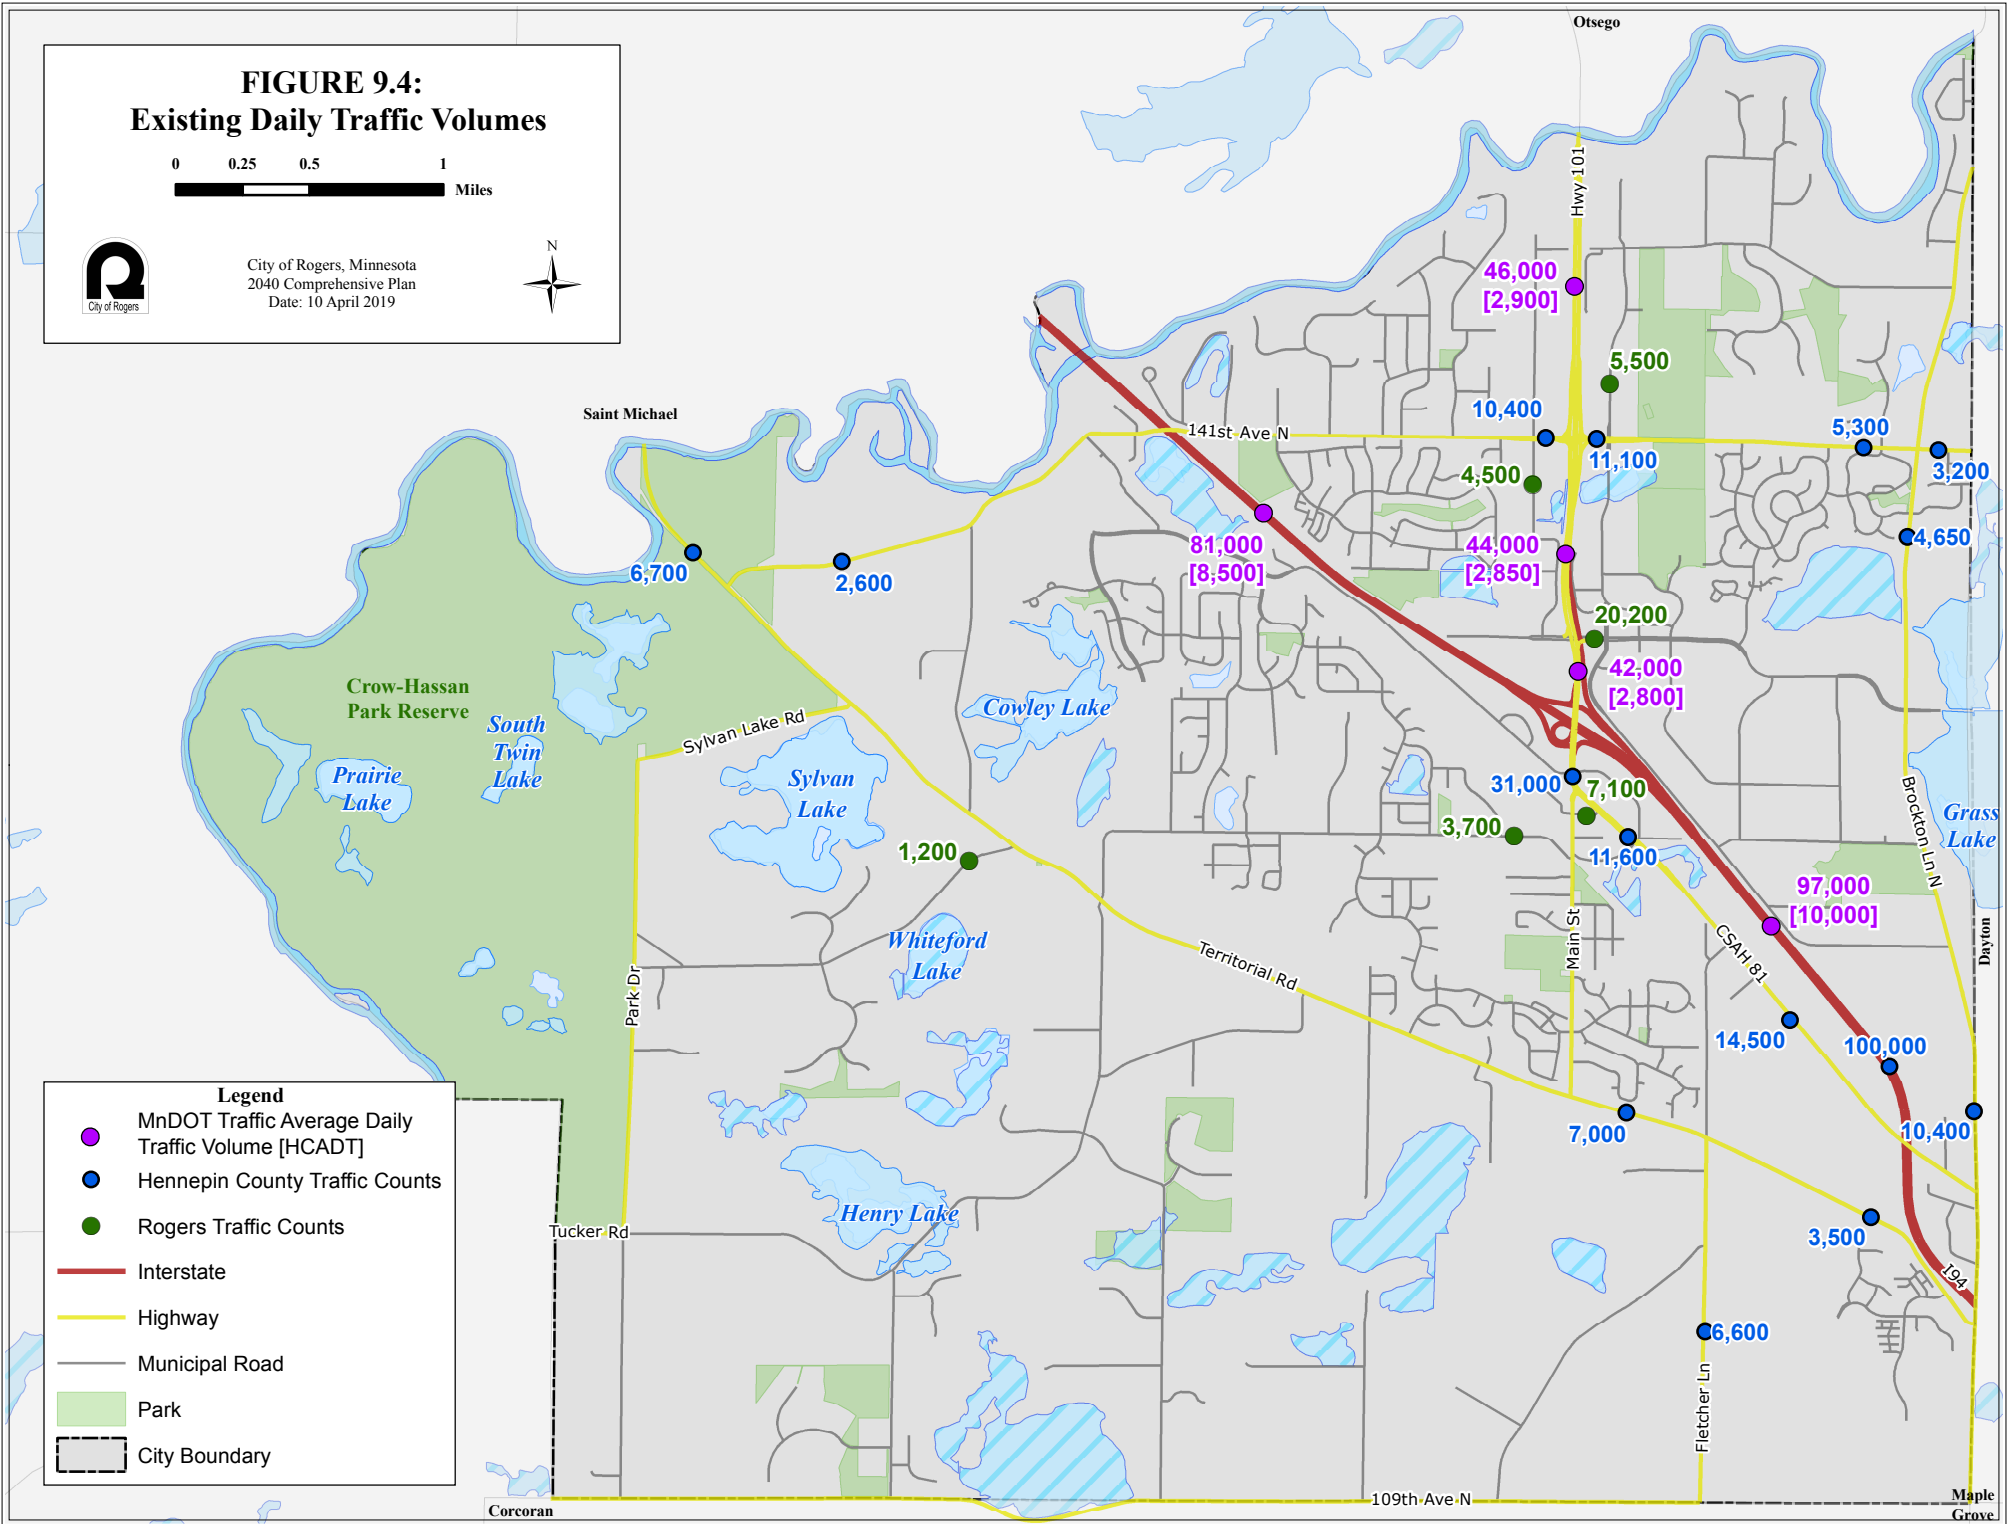 FIGURE 9.4:
Existing Daily Traffic Volumes
0 0.25 0.5 1
Miles
City of Rogers
City of Rogers, Minnesota
2040 Comprehensive Plan
Date: 10 April 2019
N
Otsego
Hwy 101
46,000
[2,900]
5,500
Saint Michael
10,400
141st Ave N
11,100
5,300
3,200
4,500
81,000
[8,500]
44,000
[2,850]
4,650
6,700
2,600
20,200
42,000
[2,800]
Crow-Hassan
Park Reserve
South
Twin
Lake
Prairie
Lake
Sylvan Lake Rd
Sylvan
Lake
Cowley Lake
31,000
7,100
3,700
11,600
Brockton Ln N
Grass
Lake
1,200
97,000
[10,000]
Whiteford
Lake
Main St
CSAH 81
Dayton
Territorial Rd
Park Dr
14,500
100,000
10,400
7,000
Henry Lake
Tucker Rd
3,500
I94
6,600
Fletcher Ln
109th Ave N
Corcoran
Maple
Grove
Legend
MnDOT Traffic Average Daily
Traffic Volume [HCADT]
Hennepin County Traffic Counts
Rogers Traffic Counts
Interstate
Highway
Municipal Road
Park
City Boundary